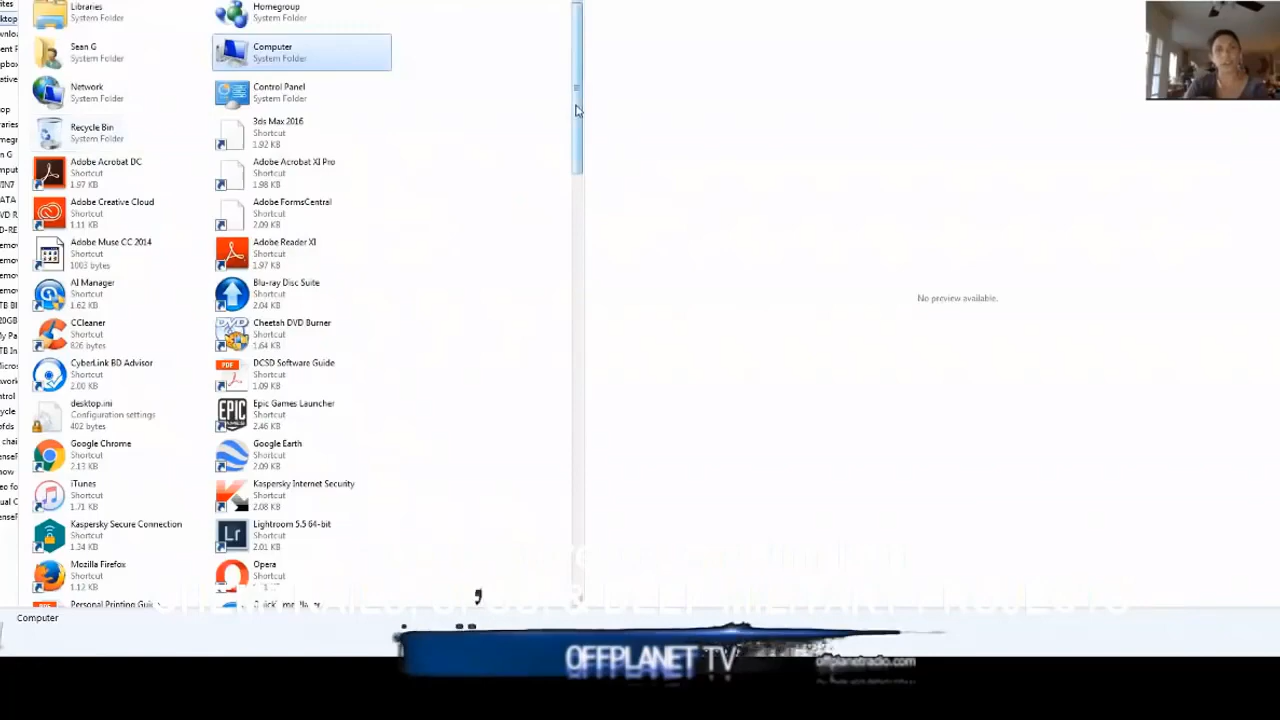 Libraries
System Folder
Homegroup
System Folder
Sean G
System Folder
Computer
System Folder
Network
System Folder
Control Panel
System Folder
Recycle Bin
System Folder
3ds Max 2016
Shortcut
1.92 KB
Adobe Acrobat DC
Shortcut
1.97 KB
Adobe Acrobat XI Pro
Shortcut
1.98 KB
Adobe Creative Cloud
Shortcut
1.11 KB
Adobe FormsCentral
Shortcut
2.09 KB
Adobe Muse CC 2014
Shortcut
1003 bytes
Adobe Reader XI
Shortcut
1.97 KB
AI Manager
Shortcut
1.62 KB
Blu-ray Disc Suite
Shortcut
2.04 KB
CCleaner
Shortcut
826 bytes
DVD
Cheetah DVD Burner
Shortcut
1.64 KB
CyberLink BD Advisor
Shortcut
2.00 KB
PDF
DCSD Software Guide
Shortcut
1.09 KB
desktop.ini
Configuration settings
402 bytes
EPIC
GAMES
Epic Games Launcher
Shortcut
2.46 KB
Google Chrome
Shortcut
2.13 KB
Google Earth
Shortcut
2.09 KB
iTunes
Shortcut
1.71 KB
Kaspersky Internet Security
Shortcut
2.08 KB
Kaspersky Secure Connection
Shortcut
1.34 KB
Lr
Lightroom 5.5 64-bit
Shortcut
2.01 KB
Mozilla Firefox
Shortcut
1.12 KB
Opera
Shortcut
Personal Printing Guide
No preview available.
Computer
OFFPLANET TV
offplanetradio.com